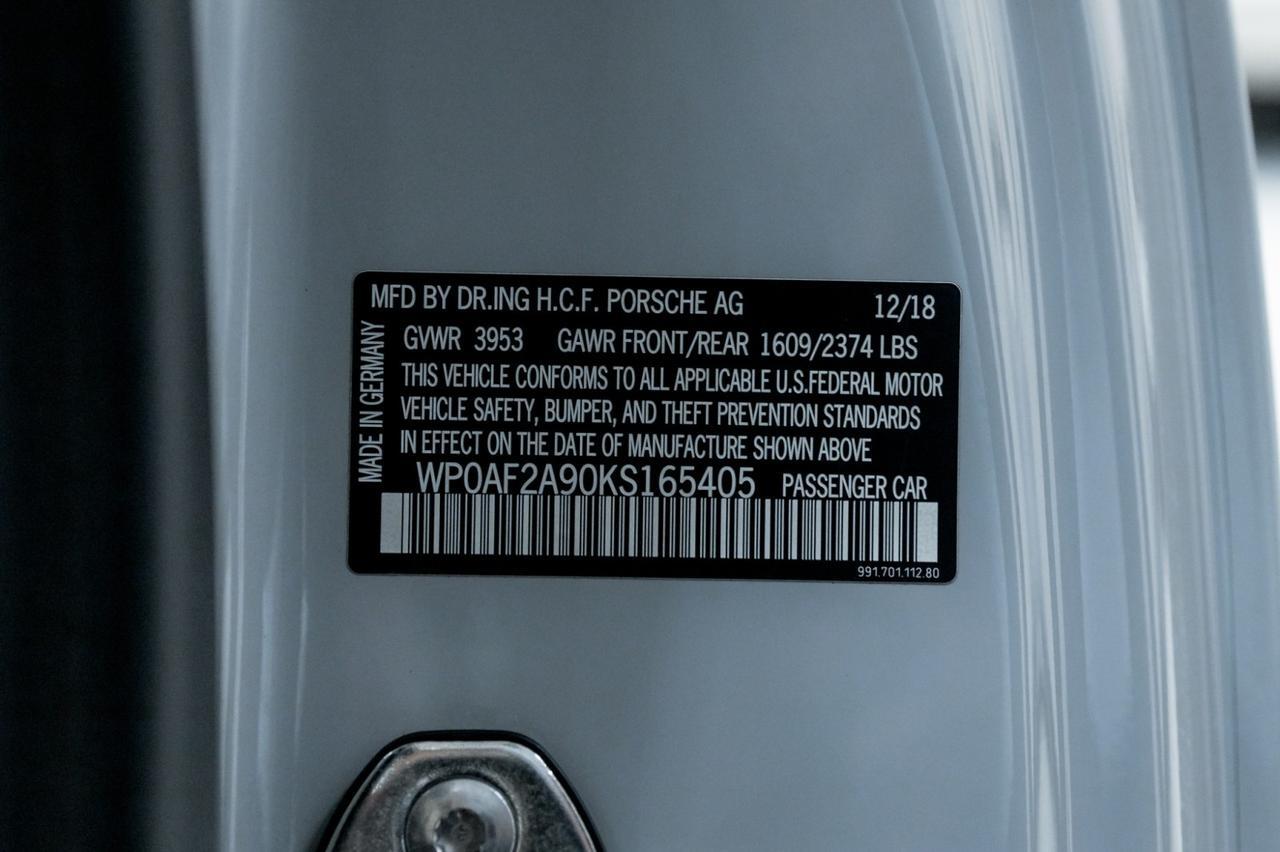 MFD BY DR.ING H.C.F. PORSCHE AG 12/18
MADE IN GERMANY
GVWR 3953 GAWR FRONT/REAR 1609/2374 LBS
THIS VEHICLE CONFORMS TO ALL APPLICABLE U.S.FEDERAL MOTOR
VEHICLE SAFETY, BUMPER, AND THEFT PREVENTION STANDARDS
IN EFFECT ON THE DATE OF MANUFACTURE SHOWN ABOVE
WP0AF2A90KS165405 PASSENGER CAR
991.701.112.80